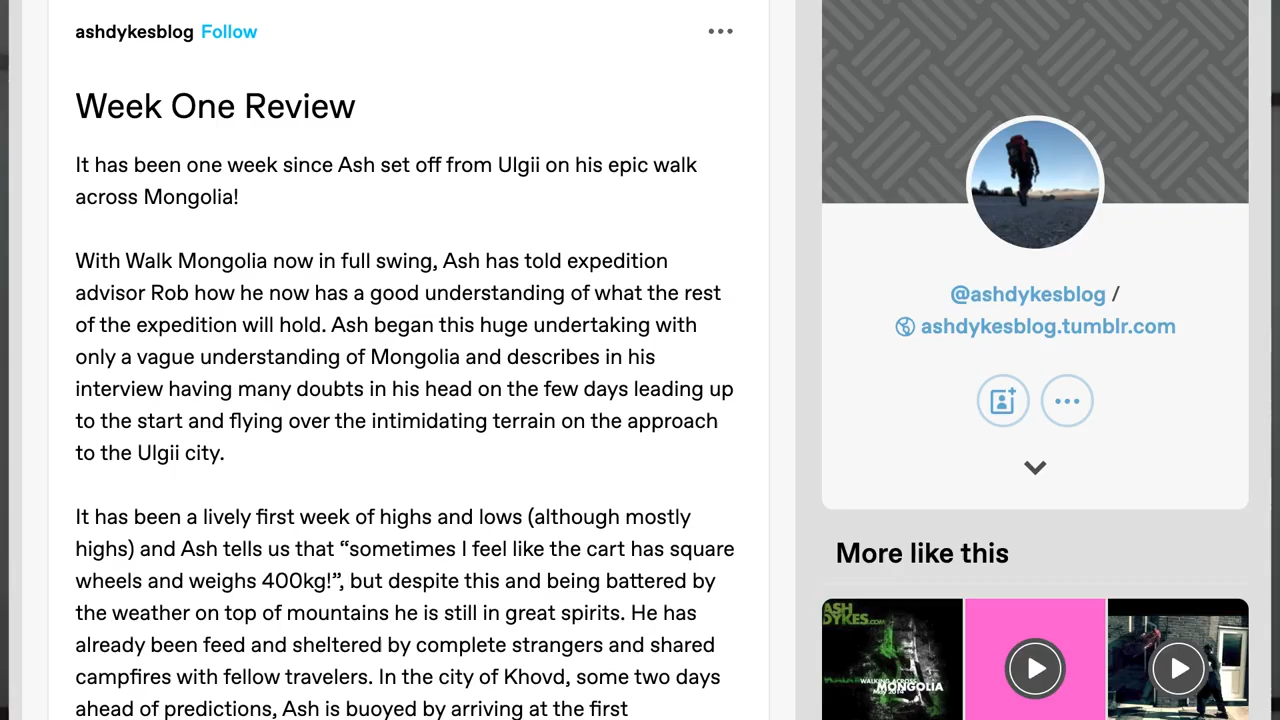 ashdykesblog Follow
Week One Review
It has been one week since Ash set off from Ulgii on his epic walk
across Mongolia!
With Walk Mongolia now in full swing, Ash has told expedition
advisor Rob how he now has a good understanding of what the rest
of the expedition will hold. Ash began this huge undertaking with
only a vague understanding of Mongolia and describes in his
interview having many doubts in his head on the few days leading up
to the start and flying over the intimidating terrain on the approach
to the Ulgii city.
It has been a lively first week of highs and lows (although mostly
highs) and Ash tells us that “sometimes I feel like the cart has square
wheels and weighs 400kg!”, but despite this and being battered by
the weather on top of mountains he is still in great spirits. He has
already been feed and sheltered by complete strangers and shared
campfires with fellow travelers. In the city of Khovd, some two days
ahead of predictions, Ash is buoyed by arriving at the first
@ashdykesblog /
ashdykesblog.tumblr.com
More like this
ASH
DYKES.COM
WALKING ACROSS
MONGOLIA
MAY 2014